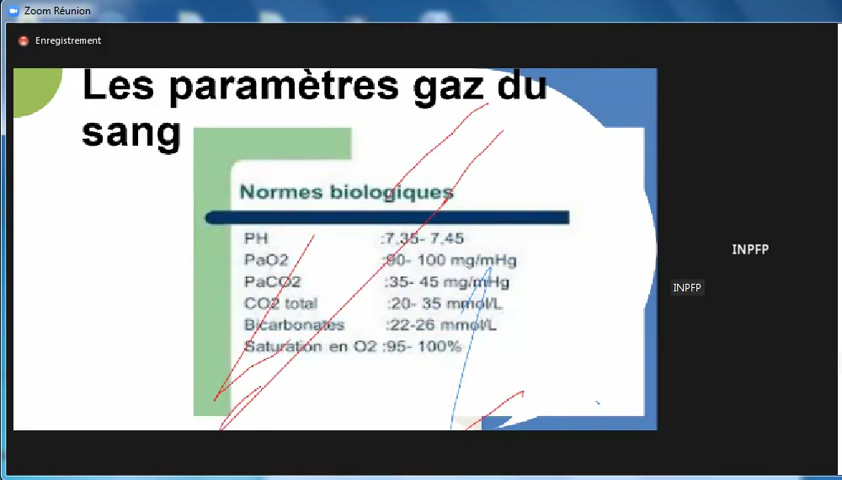 Zoom Réunion
Enregistrement
Les paramètres gaz du
sang
Normes biologiques
PH :7,35- 7,45
PaO2 :90- 100 mg/mHg
PaCO2 :35- 45 mg/mHg
CO2 total :20- 35 mmol/L
Bicarbonates :22-26 mmol/L
Saturation en O2 :95- 100%
INPFP
INPFP